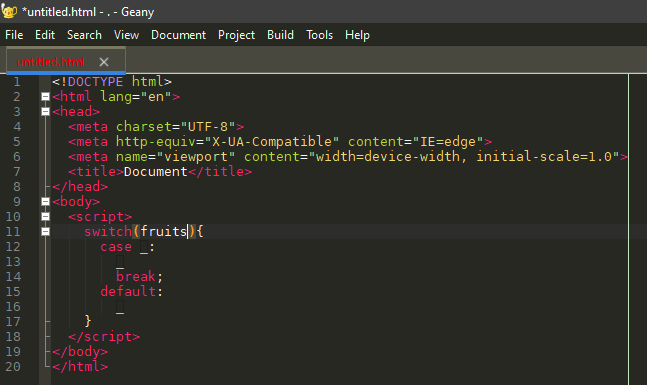 *untitled.html - . - Geany
File Edit Search View Document Project Build Tools Help
untitled.html ×
1 <!DOCTYPE html>
2 <html lang="en">
3 <head>
4 <meta charset="UTF-8">
5 <meta http-equiv="X-UA-Compatible" content="IE=edge">
6 <meta name="viewport" content="width=device-width, initial-scale=1.0">
7 <title>Document</title>
8 </head>
9 <body>
10 <script>
11 switch(fruits){
12 case _:
13 _
14 break;
15 default:
16 _
17 }
18 </script>
19 </body>
20 </html>